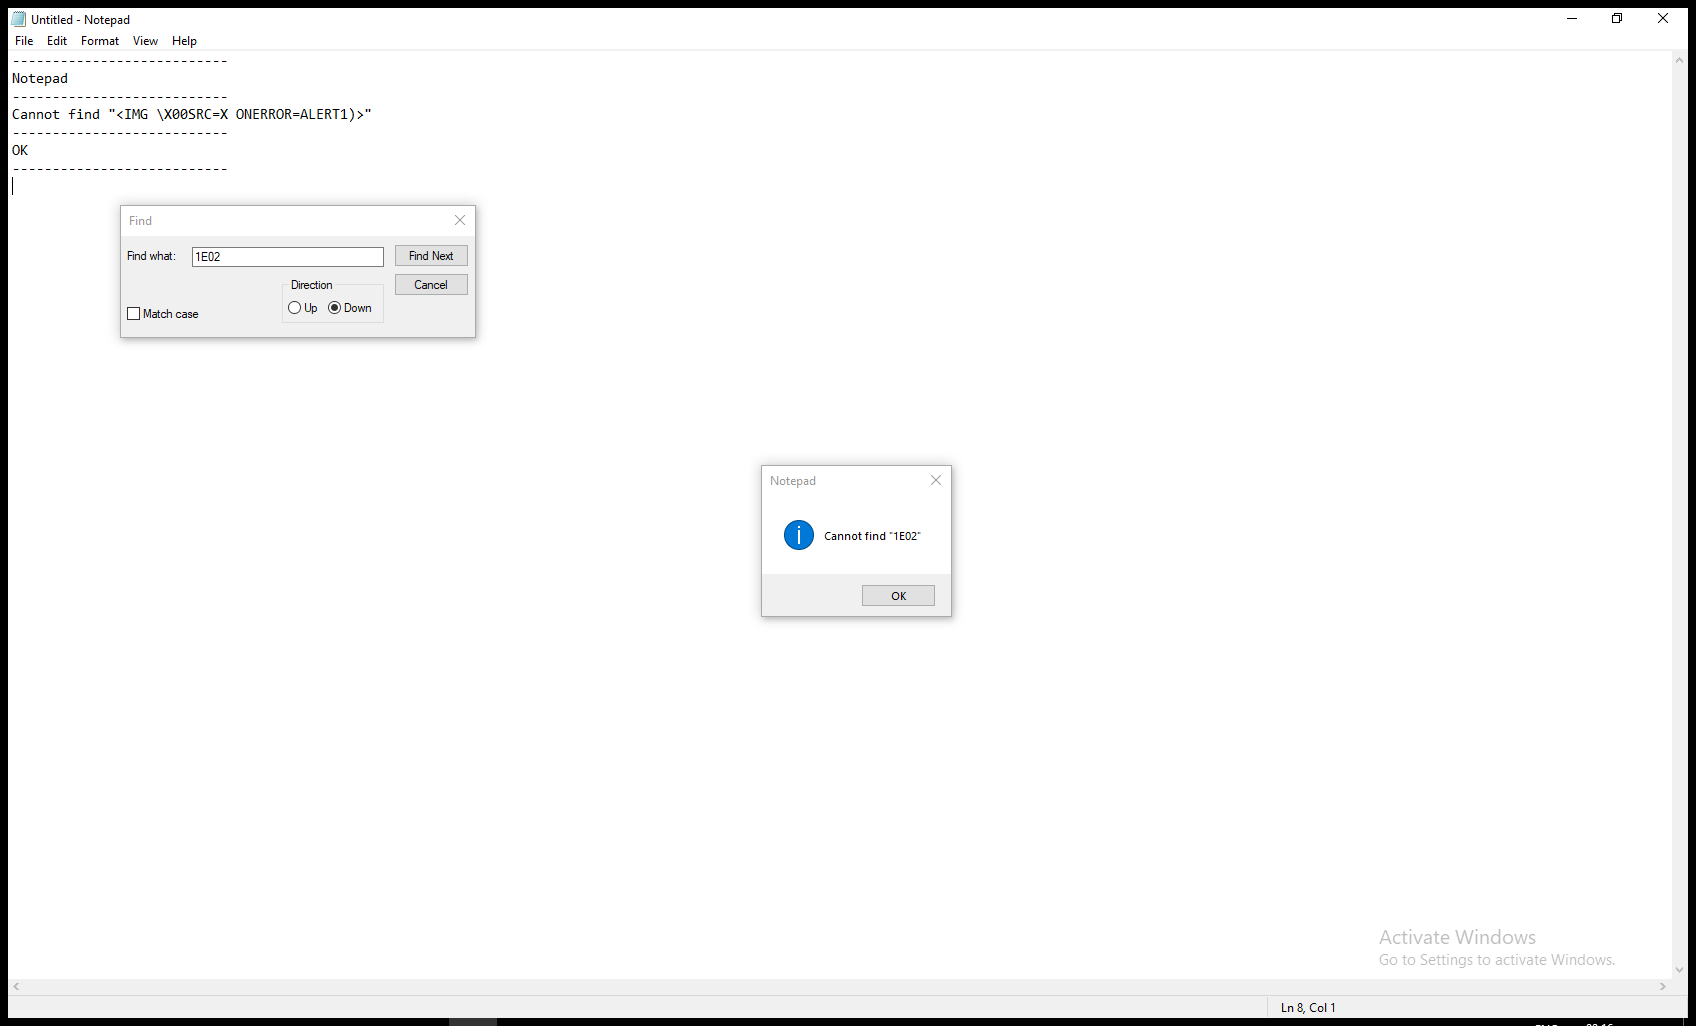 Untitled - Notepad
File Edit Format View Help
---------------------------
Notepad
---------------------------
Cannot find "<IMG \X00SRC=X ONERROR=ALERT1)>"
---------------------------
OK
---------------------------
Find
Find what: 1E02 Find Next
Direction Cancel
Up Down
Match case
Notepad
Cannot find "1E02"
OK
Activate Windows
Go to Settings to activate Windows.
Ln 8, Col 1